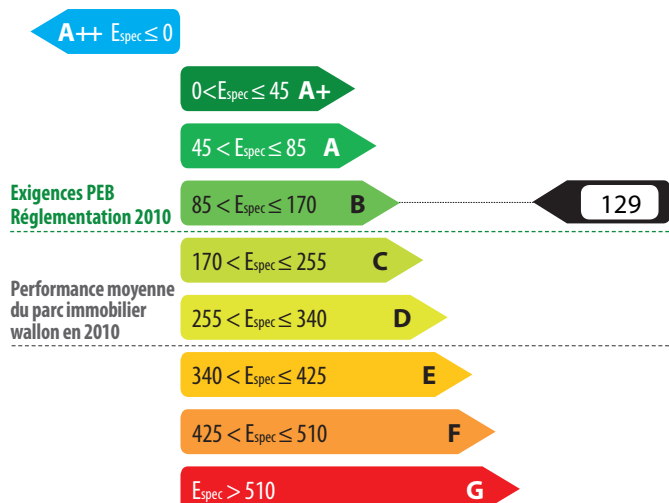 A++ Espec ≤ 0
0<Espec ≤ 45 A+
45 < Espec ≤ 85 A
Exigences PEB
Réglementation 2010
85 < Espec ≤ 170 B
129
170 < Espec ≤ 255 C
Performance moyenne
du parc immobilier
wallon en 2010
255 < Espec ≤ 340 D
340 < Espec ≤ 425 E
425 < Espec ≤ 510 F
Espec > 510 G